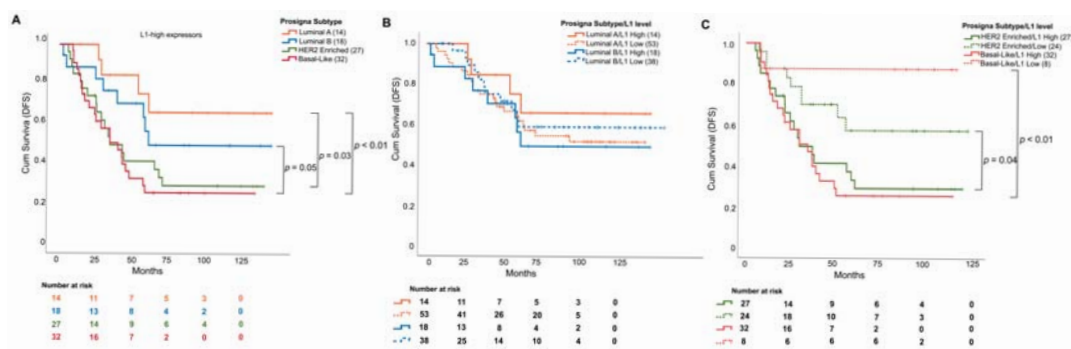 A
L1-high expressors
Prosigna Subtype
Luminal A (14)
Luminal B (18)
HER2 Enriched (27)
Basal-Like (32)
Cum Surviva (DFS)
1.0
0.8
0.6
0.4
0.2
0
0 25 50 75 100 125
Months
p = 0.05
p = 0.03
p < 0.01
Number at risk
14 11 7 5 3 0
18 13 8 4 2 0
27 14 9 6 4 0
32 16 7 2 0 0
B
Prosigna Subtype/L1 level
Luminal A/L1 High (14)
Luminal A/L1 Low (53)
Luminal B/L1 High (18)
Luminal B/L1 Low (38)
Cum Survival (DFS)
1.0
0.8
0.6
0.4
0.2
0.0
0 25 50 75 100 125
Months
Number at risk
14 11 7 5 3 0
53 41 26 20 5 0
18 13 8 4 2 0
38 25 14 10 4 0
C
Prosigna Subtype/L1 level
HER2 Enriched/L1 High (27)
HER2 Enriched/Low (24)
Basal-Like/L1 High (32)
Basal-Like/L1 Low (8)
Cum Survival (DFS)
1.0
0.8
0.6
0.4
0.2
0.0
0 25 50 75 100 125
Months
p = 0.04
p < 0.01
Number at risk
27 14 9 6 4 0
24 18 10 7 3 0
32 16 7 2 0 0
8 6 6 6 2 0